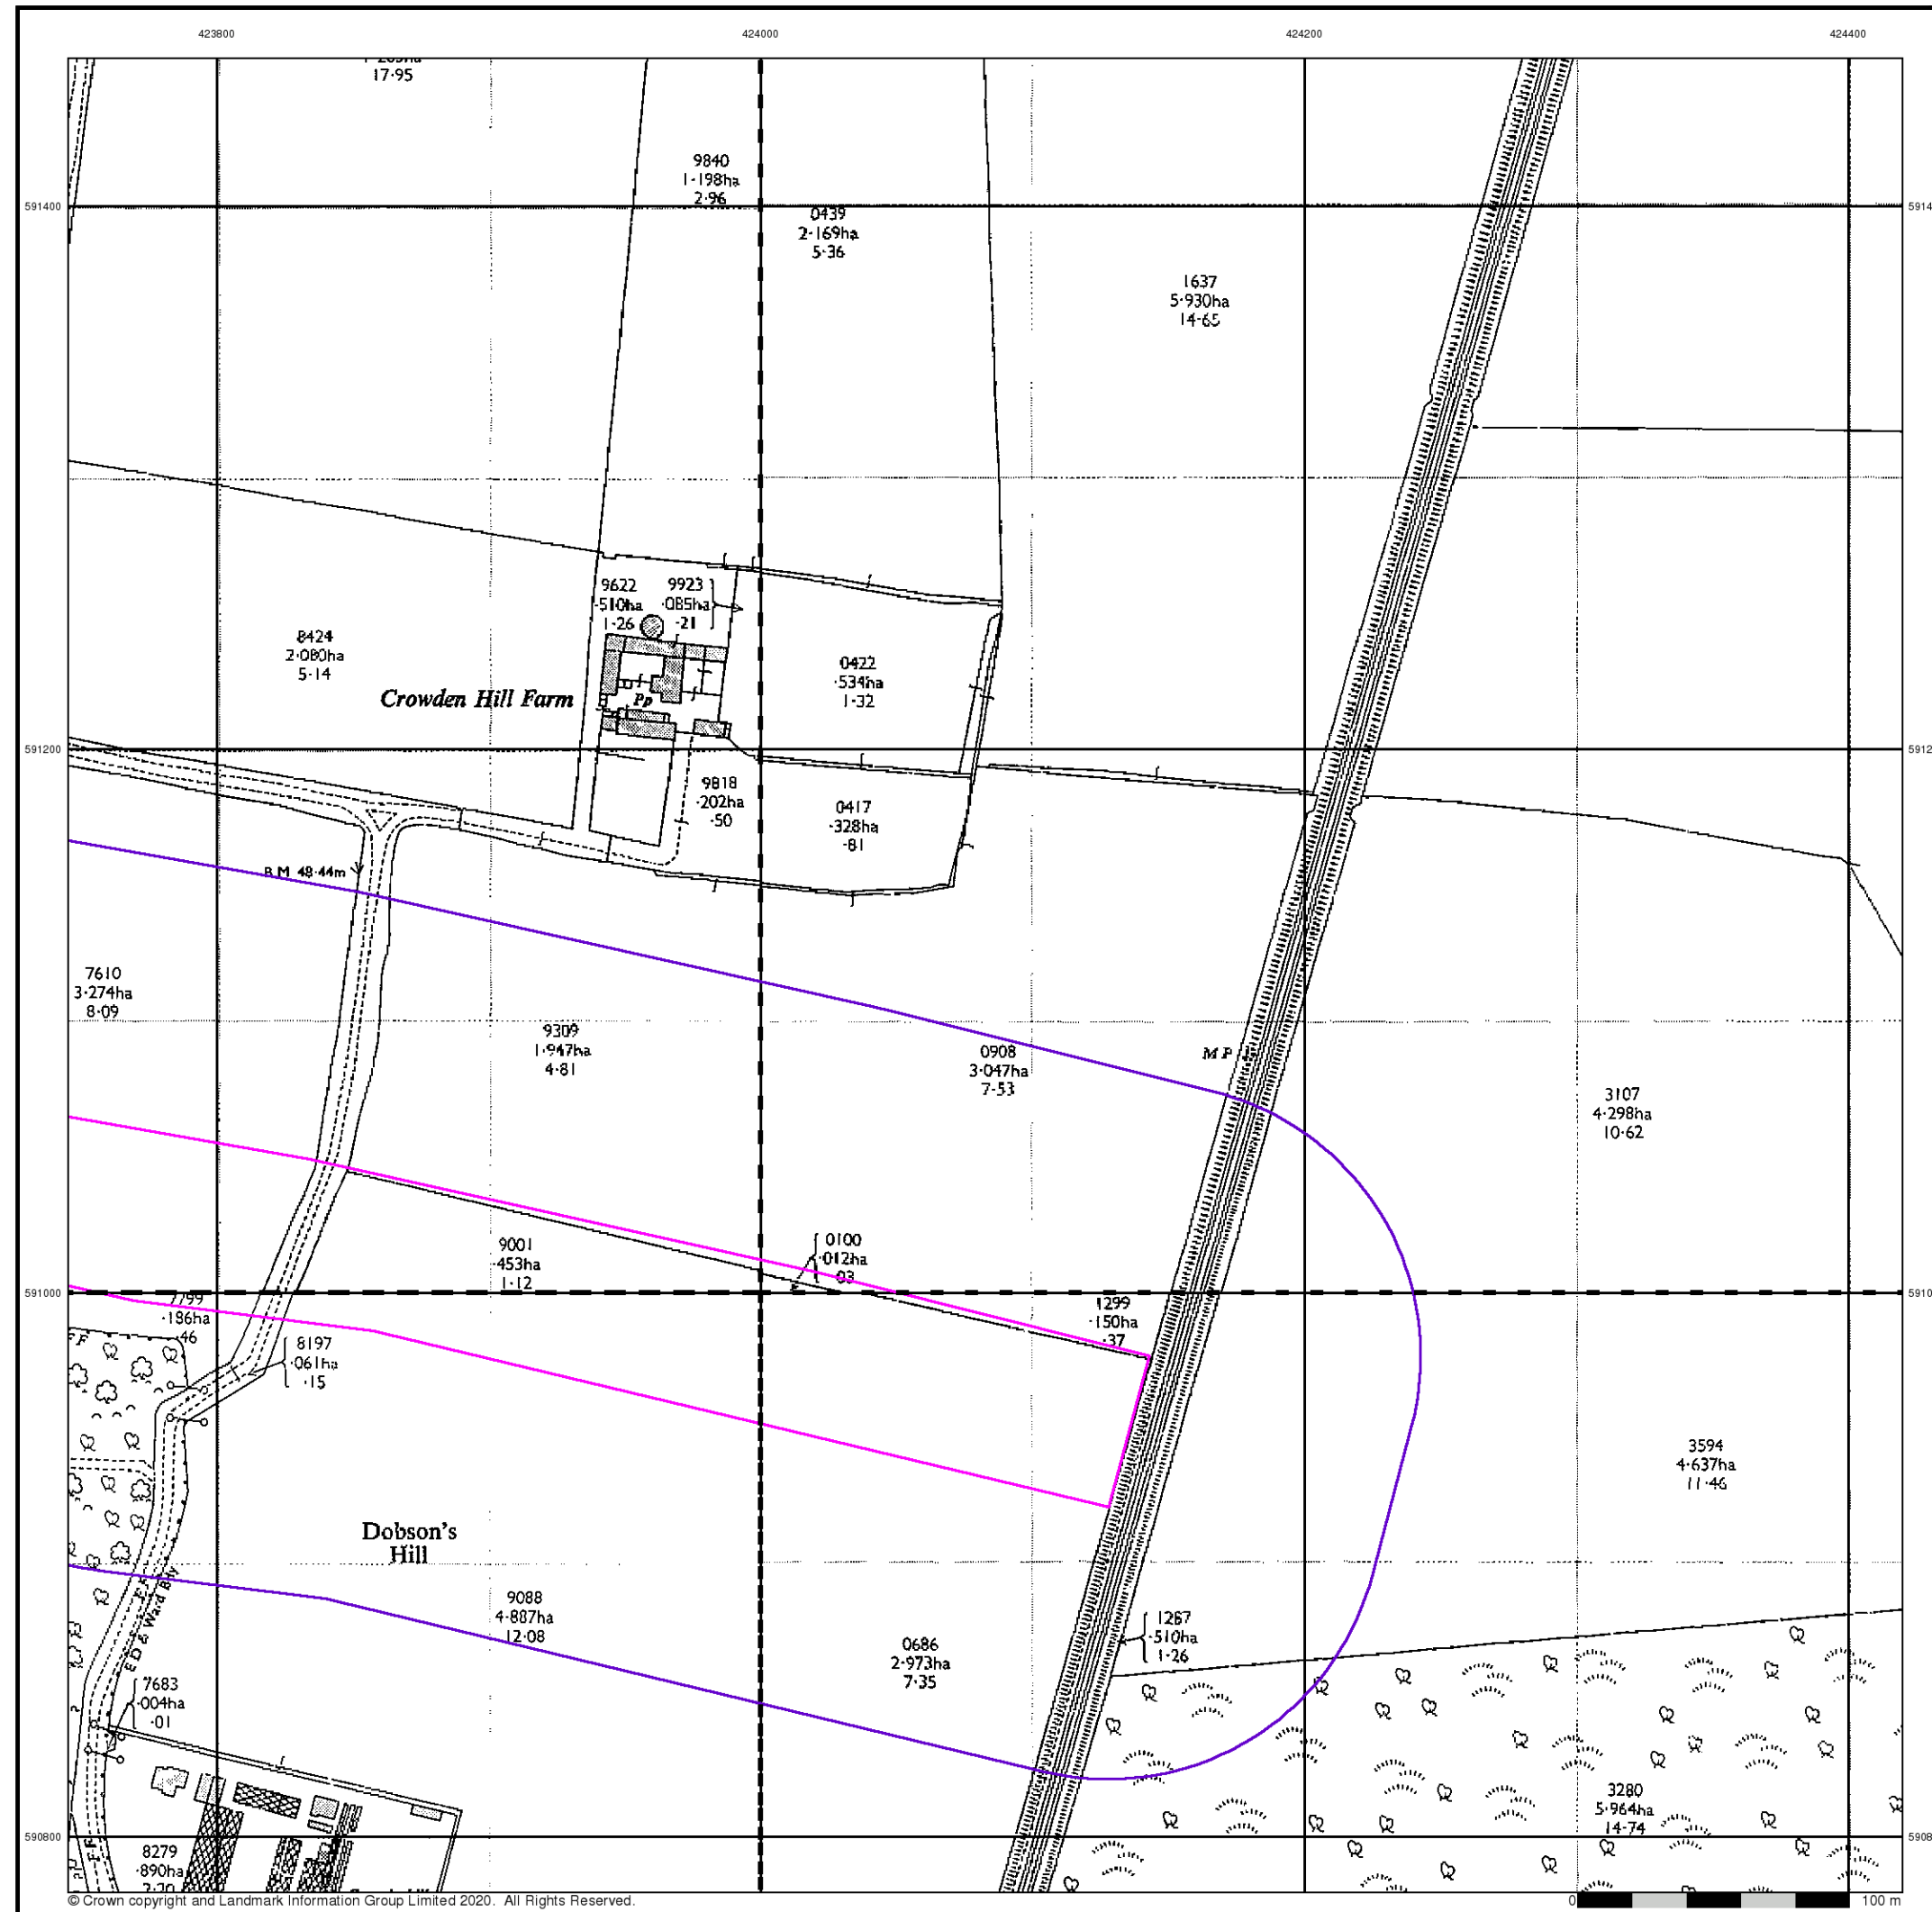 423800
424000
424200
424400
17·95
9840
1·198ha
2·96
591400
0439
2·169ha
5·36
1637
5·930ha
14·65
9622
·510ha
1·26
9923
·085ha
·21
8424
2·080ha
5·14
0422
·534ha
1·32
Crowden Hill Farm
Pp
591200
9818
·202ha
·50
0417
·328ha
·81
B M 48·44m
7610
3·274ha
8·09
9309
1·947ha
4·81
0908
3·047ha
7·53
M P
3107
4·298ha
10·62
9001
·453ha
1·12
0100
·012ha
·03
591000
7799
·186ha
·46
1299
·150ha
·37
F F
8197
·061ha
·15
3594
4·637ha
11·46
Dobson's
Hill
9088
4·887ha
12·08
E D & Ward Bdy
0686
2·973ha
7·35
1267
·510ha
1·26
7683
·004ha
·01
3280
5·964ha
14·74
590800
8279
·890ha
2·20
© Crown copyright and Landmark Information Group Limited 2020. All Rights Reserved.
0
100 m